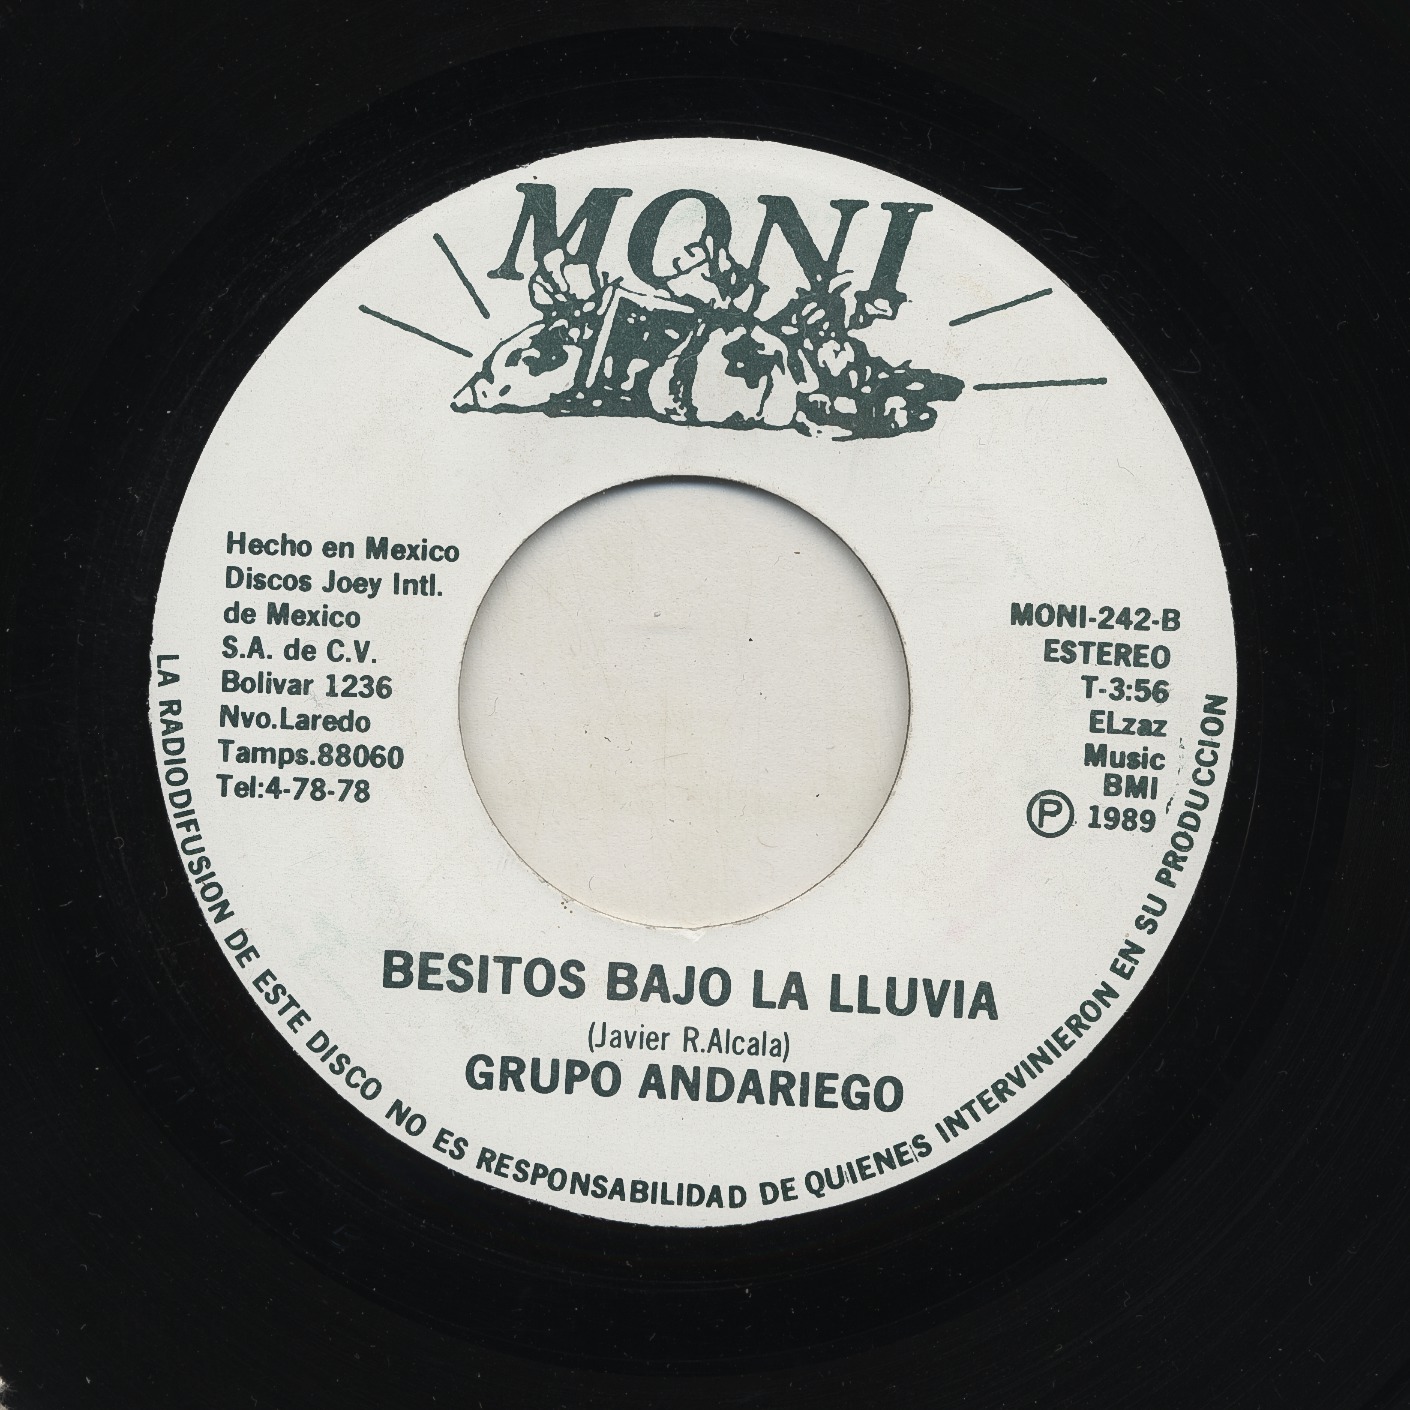 MONI
Hecho en Mexico
Discos Joey Intl.
de Mexico
S.A. de C.V.
Bolivar 1236
Nvo.Laredo
Tamps.88060
Tel:4-78-78
MONI-242-B
ESTEREO
T-3:56
ELzaz
Music
BMI
Ⓟ 1989
BESITOS BAJO LA LLUVIA
(Javier R.Alcala)
GRUPO ANDARIEGO
LA RADIODIFUSION DE ESTE DISCO NO ES RESPONSABILIDAD DE QUIENES INTERVINIERON EN SU PRODUCCION